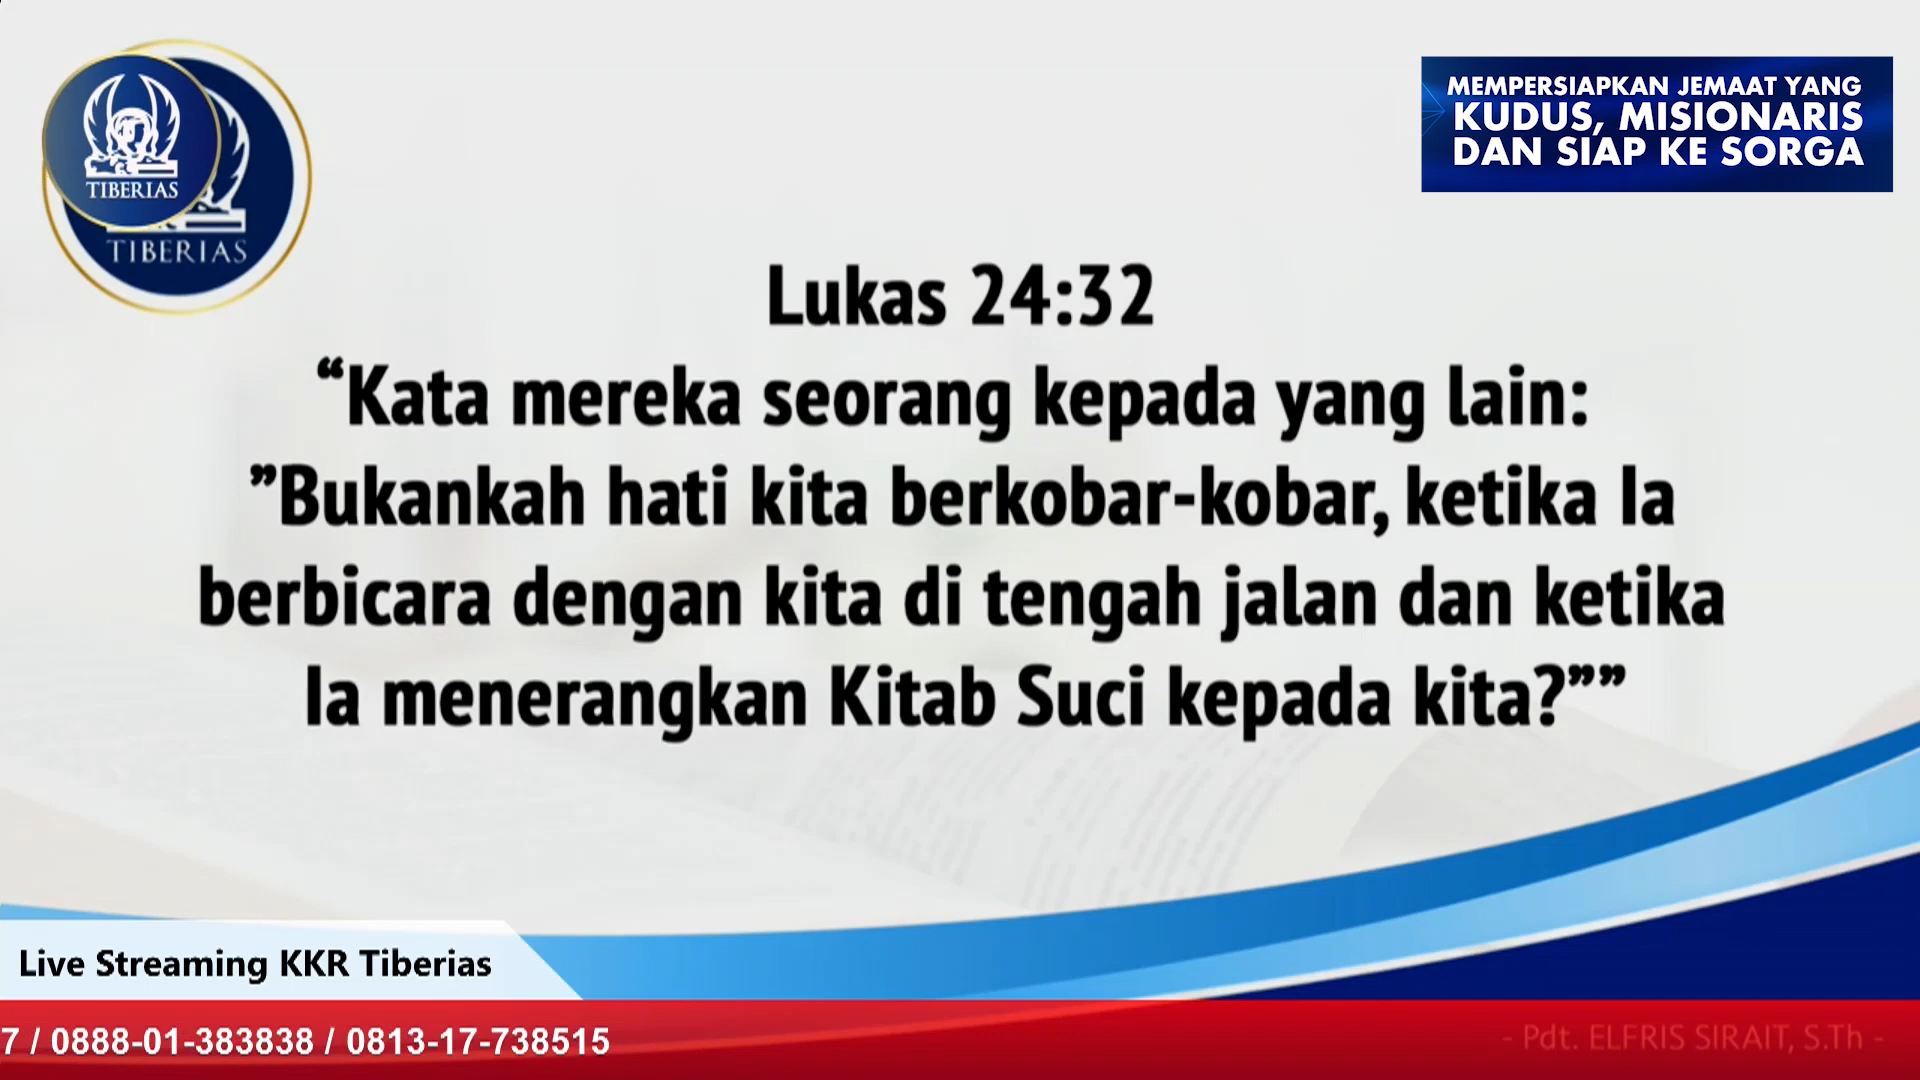 TIBERIAS
TIBERIAS
MEMPERSIAPKAN JEMAAT YANG
KUDUS, MISIONARIS
DAN SIAP KE SORGA
Lukas 24:32
“Kata mereka seorang kepada yang lain:
”Bukankah hati kita berkobar-kobar, ketika Ia
berbicara dengan kita di tengah jalan dan ketika
Ia menerangkan Kitab Suci kepada kita?””
Live Streaming KKR Tiberias
7 / 0888-01-383838 / 0813-17-738515
- Pdt. ELFRIS SIRAIT, S.Th -